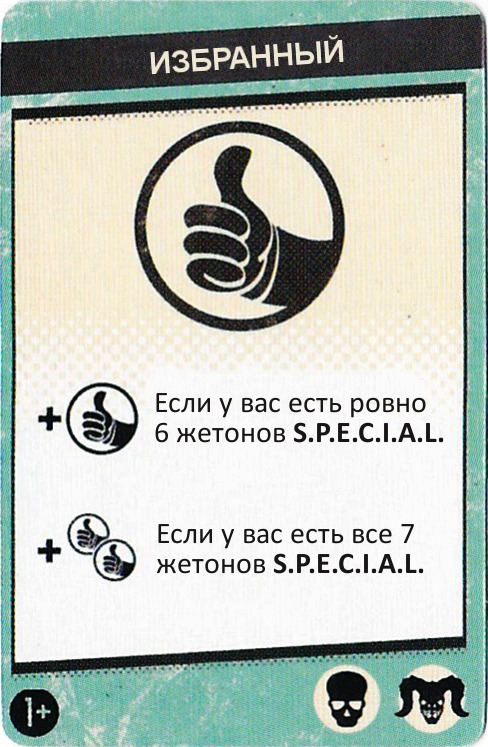 ИЗБРАННЫЙ
+
Если у вас есть ровно
6 жетонов S.P.E.C.I.A.L.
+
Если у вас есть все 7
жетонов S.P.E.C.I.A.L.
1+